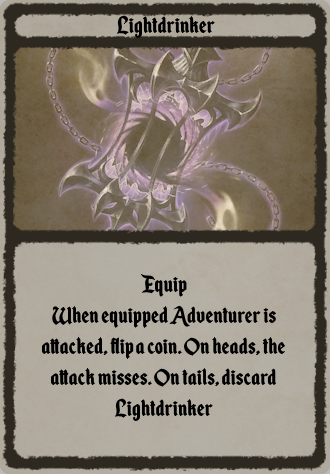 Lightdrinker
Equip
When equipped Adventurer is
attacked, flip a coin. On heads, the
attack misses. On tails, discard
Lightdrinker